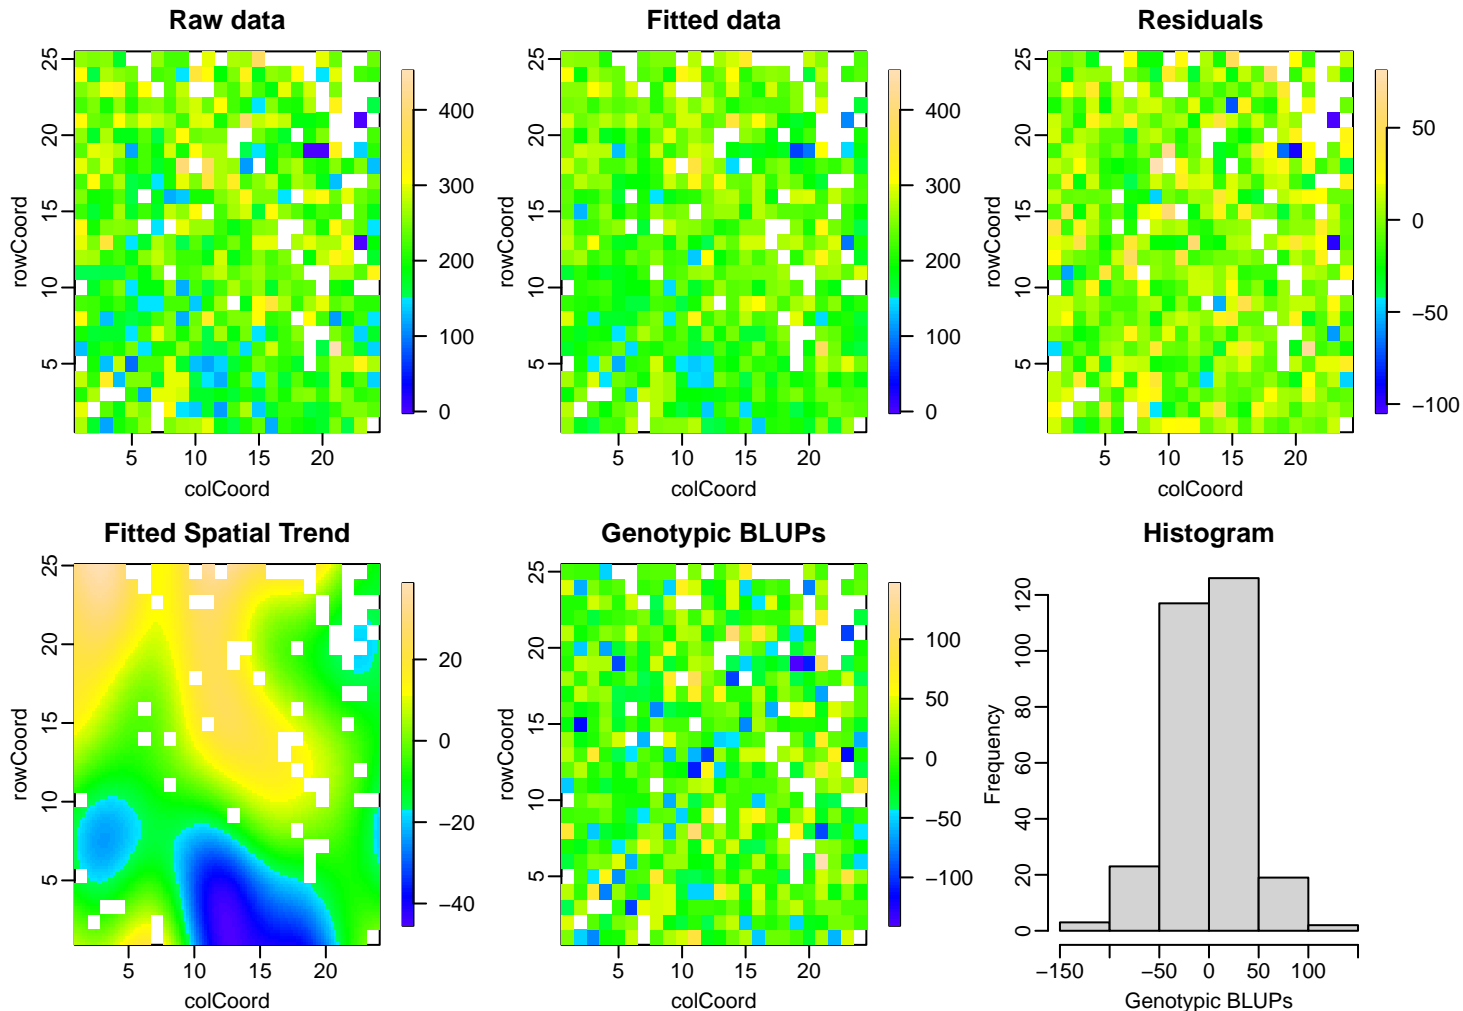 Raw data
25
20
15
10
5
rowCoord
5 10 15 20
colCoord
400
300
200
100
0
Fitted data
25
20
15
10
5
rowCoord
5 10 15 20
colCoord
400
300
200
100
0
Residuals
25
20
15
10
5
rowCoord
5 10 15 20
colCoord
50
0
−50
−100
Fitted Spatial Trend
25
20
15
10
5
rowCoord
5 10 15 20
colCoord
20
0
−20
−40
Genotypic BLUPs
25
20
15
10
5
rowCoord
5 10 15 20
colCoord
100
50
0
−50
−100
Histogram
120
100
80
60
40
20
0
Frequency
−150 −50 0 50 100
Genotypic BLUPs